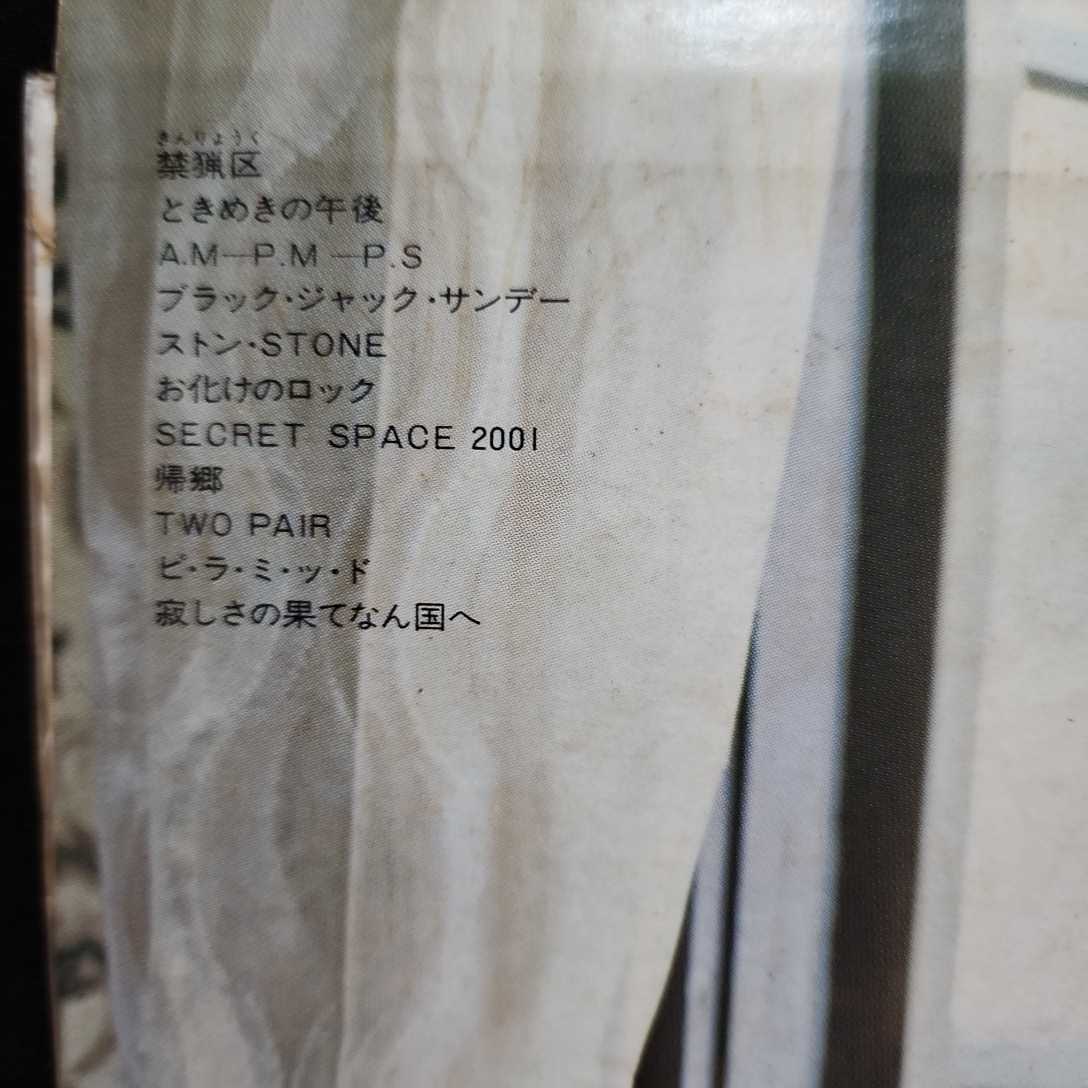 きんりょうく
禁猟区
ときめきの午後
A.M—P.M—P.S
ブラック・ジャック・サンデー
ストン・STONE
お化けのロック
SECRET SPACE 2001
帰郷
TWO PAIR
ピ・ラ・ミ・ッ・ド
寂しさの果てなん国へ